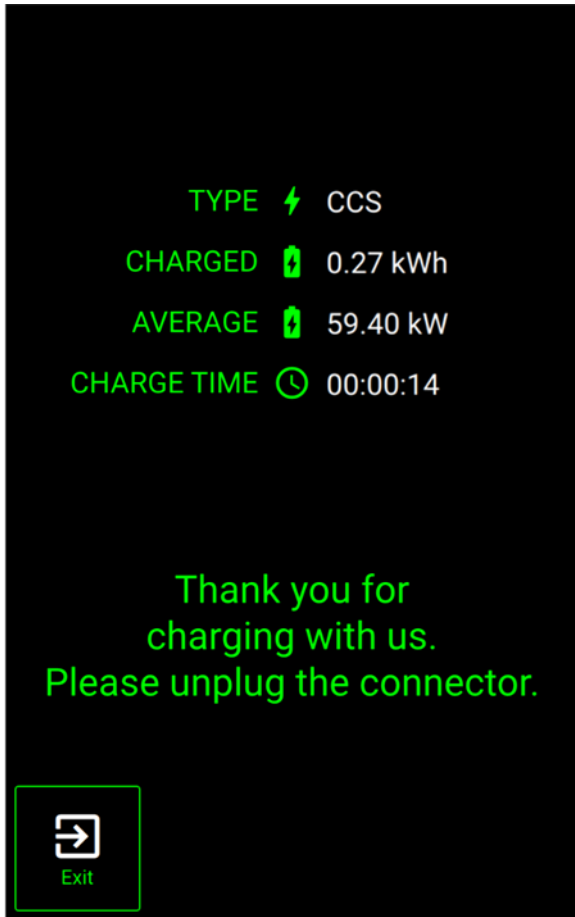 TYPE CCS
CHARGED 0.27 kWh
AVERAGE 59.40 kW
CHARGE TIME 00:00:14
Thank you for
charging with us.
Please unplug the connector.
Exit